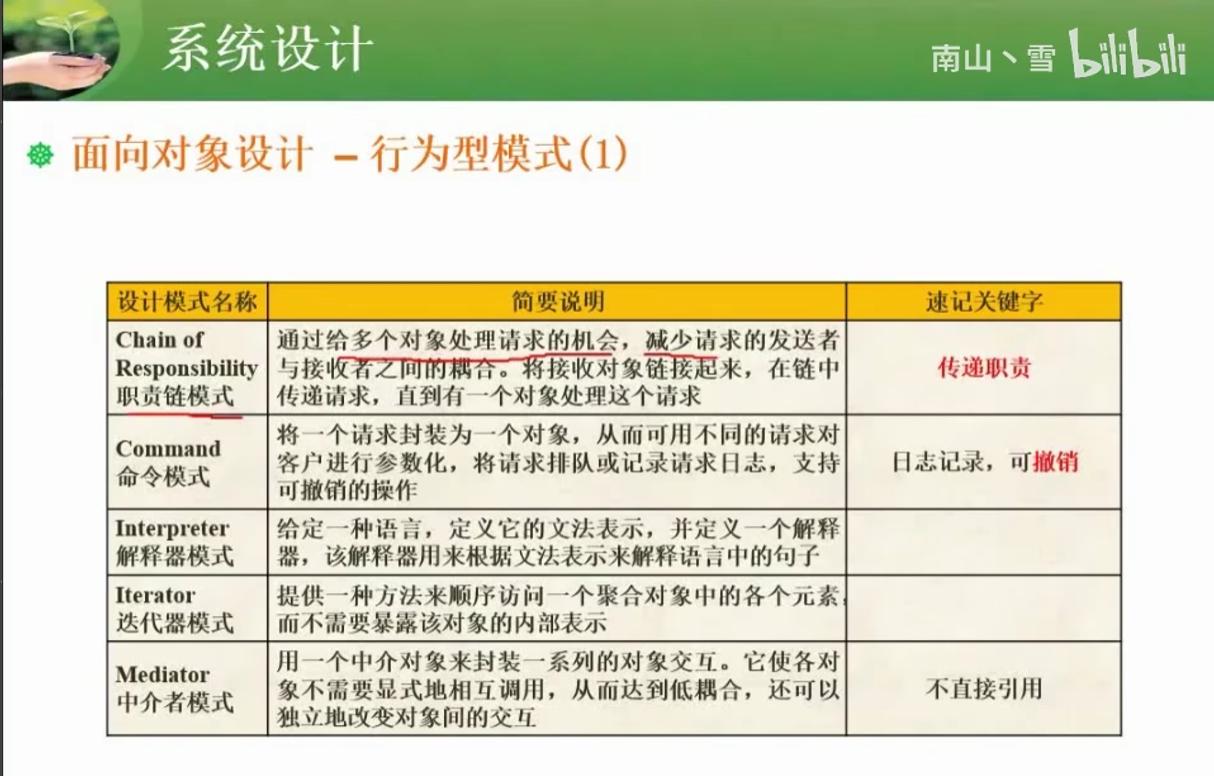 系统设计
南山丶雪 bilibili
面向对象设计 – 行为型模式(1)
设计模式名称
简要说明
速记关键字
Chain of
Responsibility
职责链模式
通过给多个对象处理请求的机会，减少请求的发送者
与接收者之间的耦合。将接收对象链接起来，在链中
传递请求，直到有一个对象处理这个请求
传递职责
Command
命令模式
将一个请求封装为一个对象，从而可用不同的请求对
客户进行参数化，将请求排队或记录请求日志，支持
可撤销的操作
日志记录，可撤销
Interpreter
解释器模式
给定一种语言，定义它的文法表示，并定义一个解释
器，该解释器用来根据文法表示来解释语言中的句子
Iterator
迭代器模式
提供一种方法来顺序访问一个聚合对象中的各个元素，
而不需要暴露该对象的内部表示
Mediator
中介者模式
用一个中介对象来封装一系列的对象交互。它使各对
象不需要显式地相互调用，从而达到低耦合，还可以
独立地改变对象间的交互
不直接引用